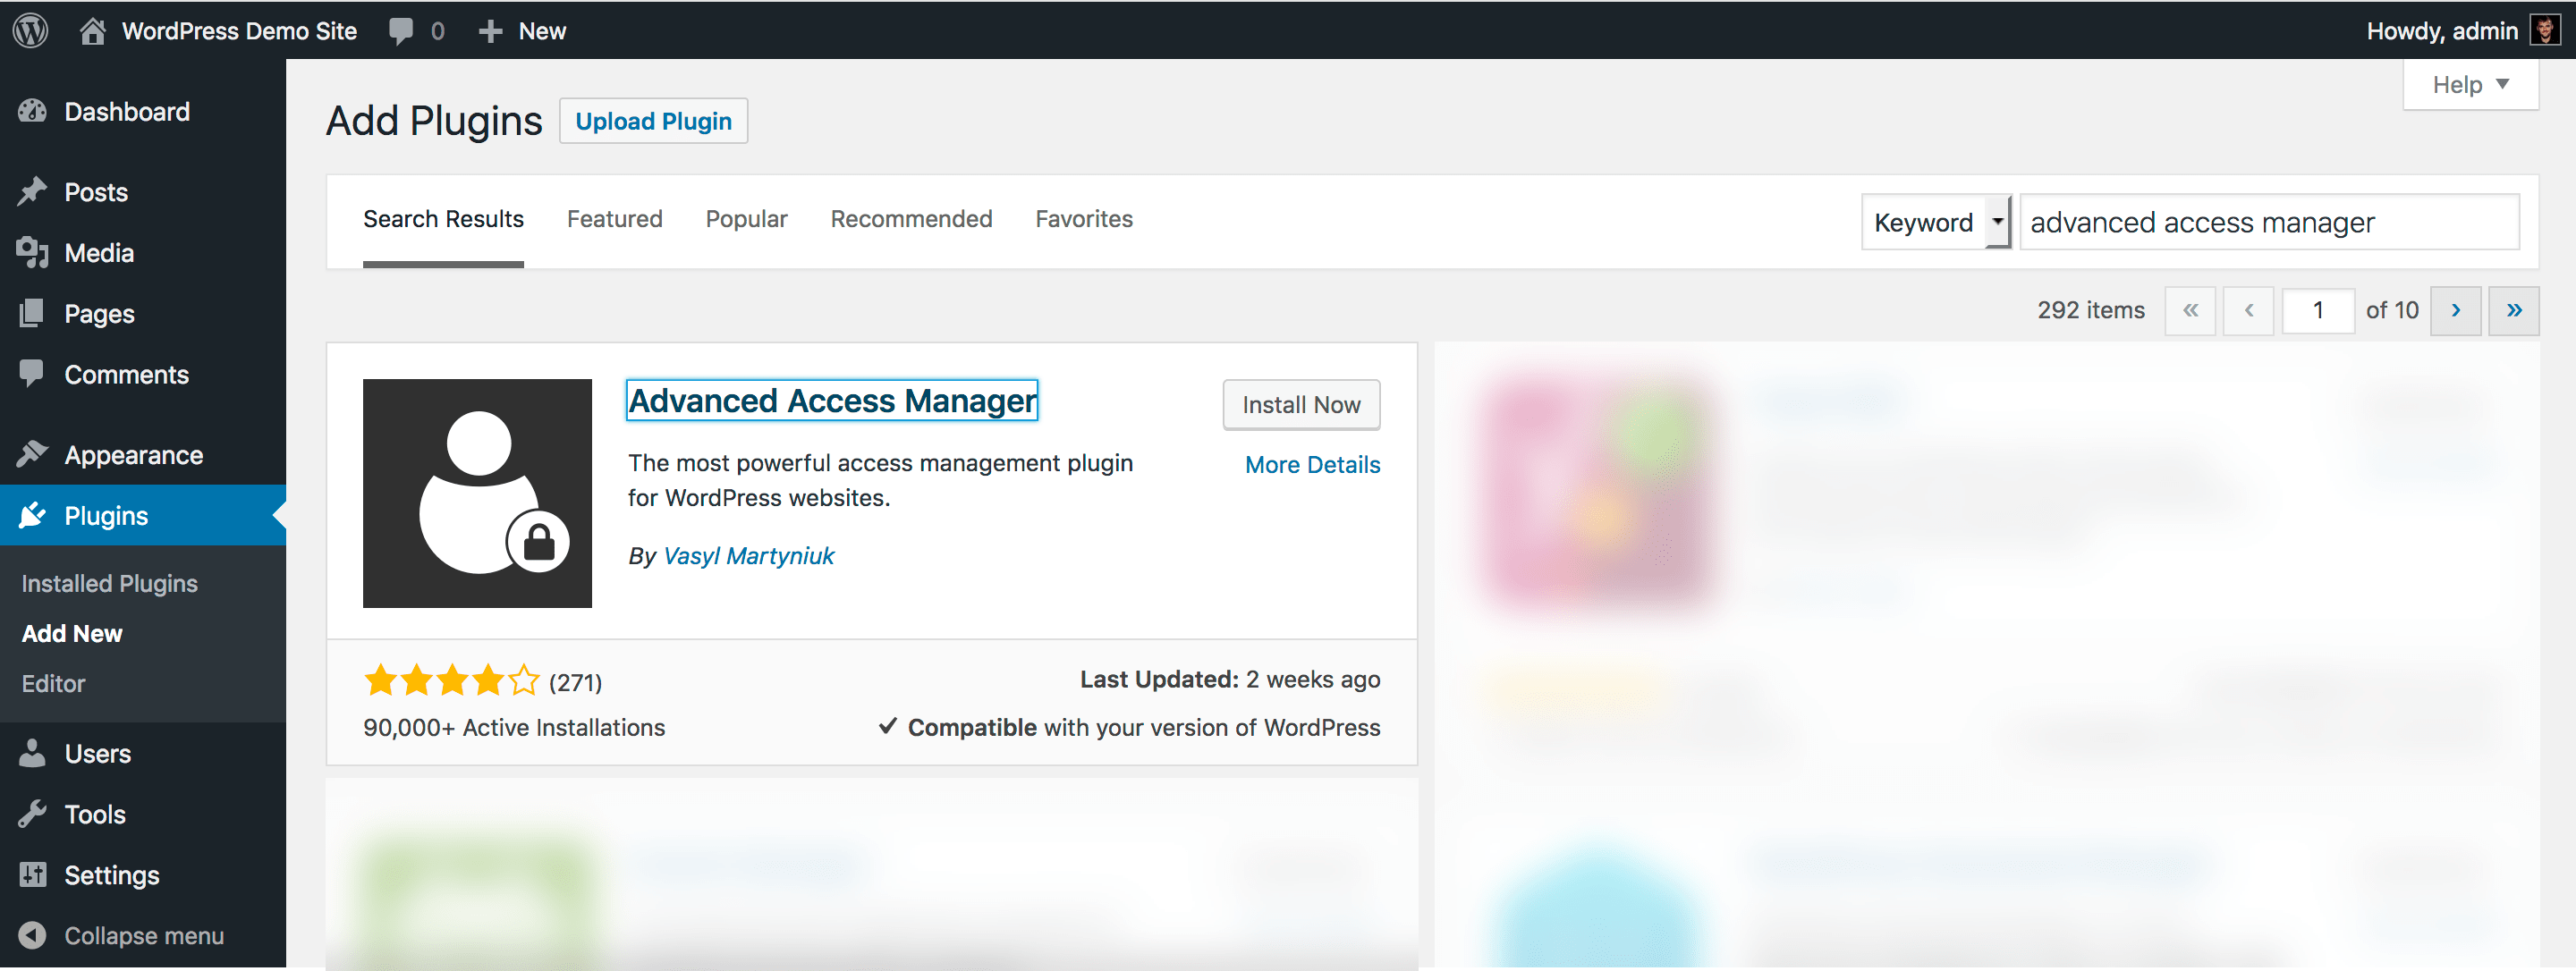 WordPress Demo Site 0 New Howdy, admin
Help
Dashboard
Posts
Media
Pages
Comments
Appearance
Plugins
Installed Plugins
Add New
Editor
Users
Tools
Settings
Collapse menu
Add Plugins Upload Plugin
Search Results Featured Popular Recommended Favorites Keyword advanced access manager
292 items « ‹ 1 of 10 › »
Advanced Access Manager
Install Now
More Details
The most powerful access management plugin
for WordPress websites.
By Vasyl Martyniuk
(271)
90,000+ Active Installations
Last Updated: 2 weeks ago
Compatible with your version of WordPress